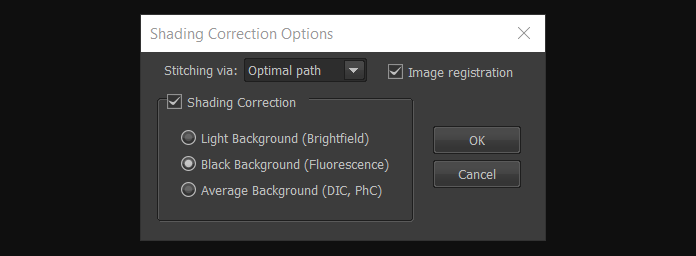 Shading Correction Options
Stitching via: Optimal path Image registration
Shading Correction
Light Background (Brightfield)
Black Background (Fluorescence)
Average Background (DIC, PhC)
OK
Cancel